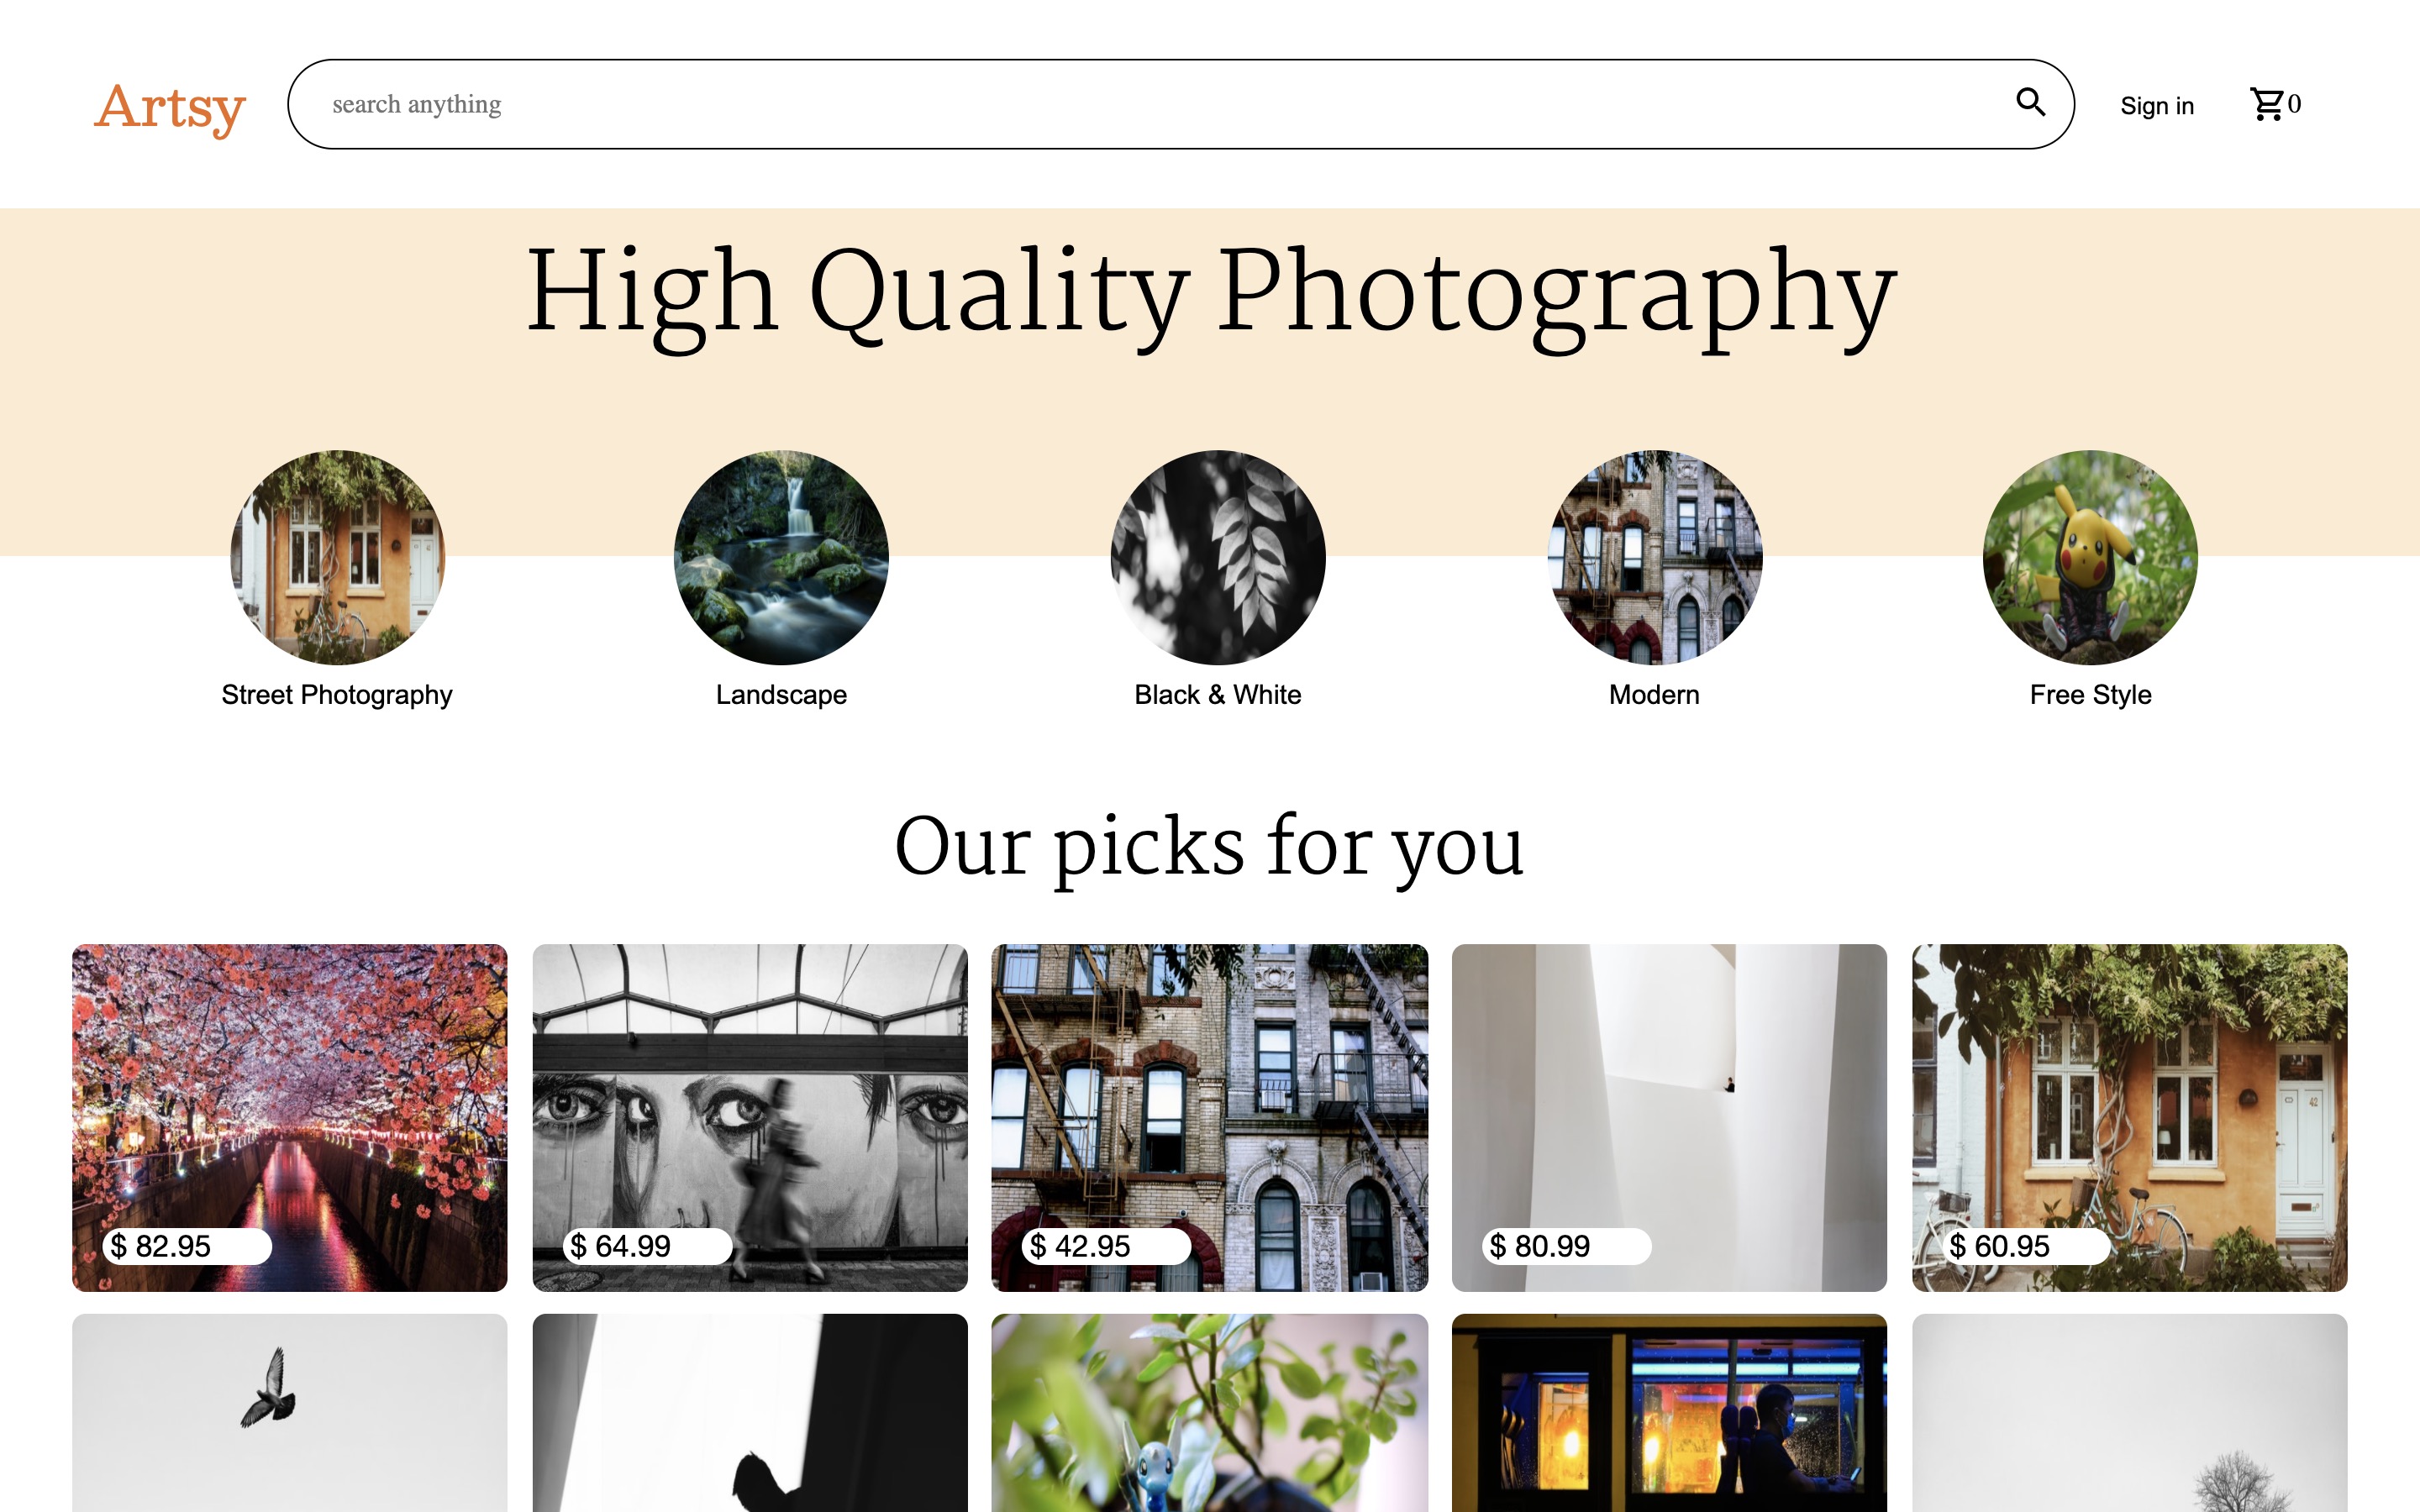 Artsy
search anything
Sign in
0
High Quality Photography
Street Photography
Landscape
Black & White
Modern
Free Style
Our picks for you
$ 82.95
$ 64.99
$ 42.95
$ 80.99
$ 60.95
42